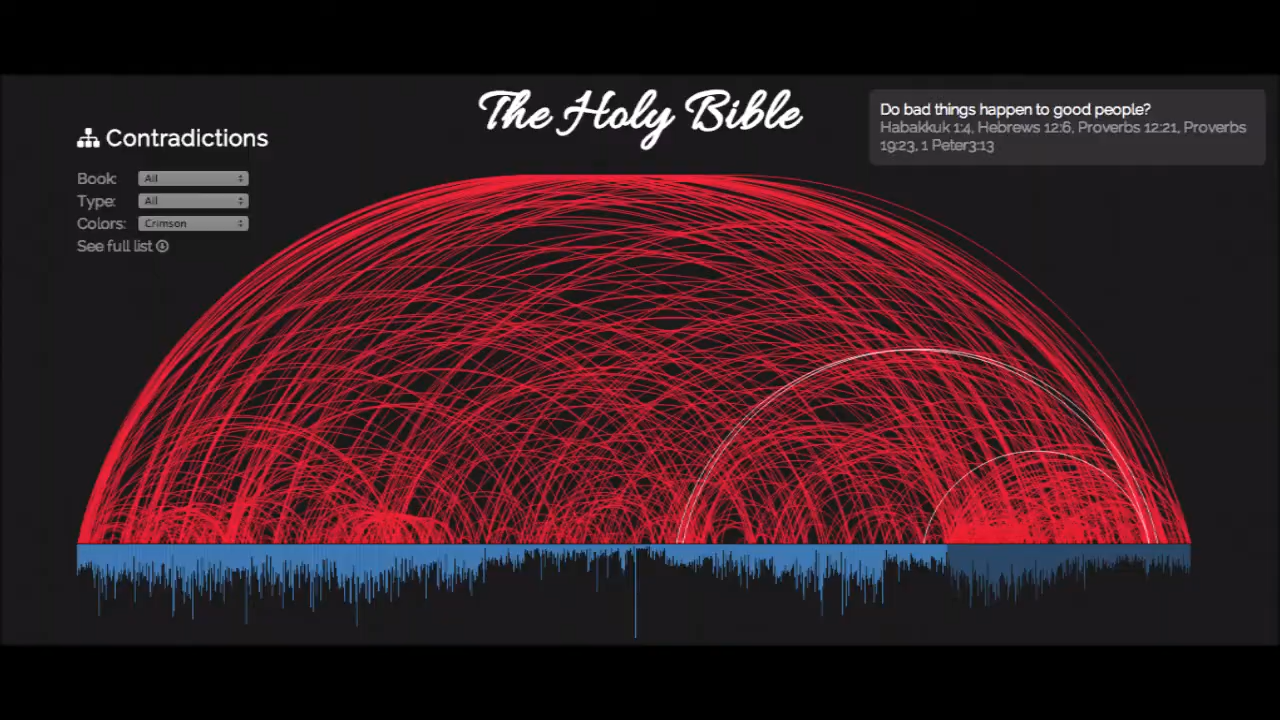 The Holy Bible
Contradictions
Book: All
Type: All
Colors: Crimson
See full list
Do bad things happen to good people?
Habakkuk 1:4, Hebrews 12:6, Proverbs 12:21, Proverbs
19:23, 1 Peter3:13